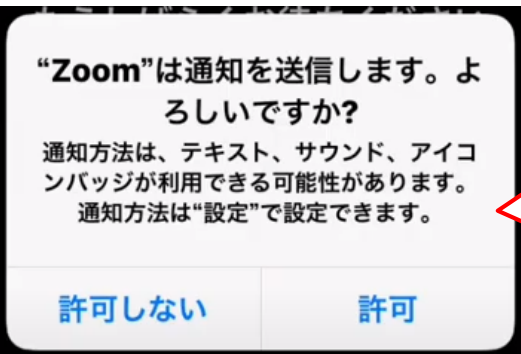 “Zoom”は通知を送信します。よ
ろしいですか?
通知方法は、テキスト、サウンド、アイコ
ンバッジが利用できる可能性があります。
通知方法は“設定”で設定できます。
許可しない
許可